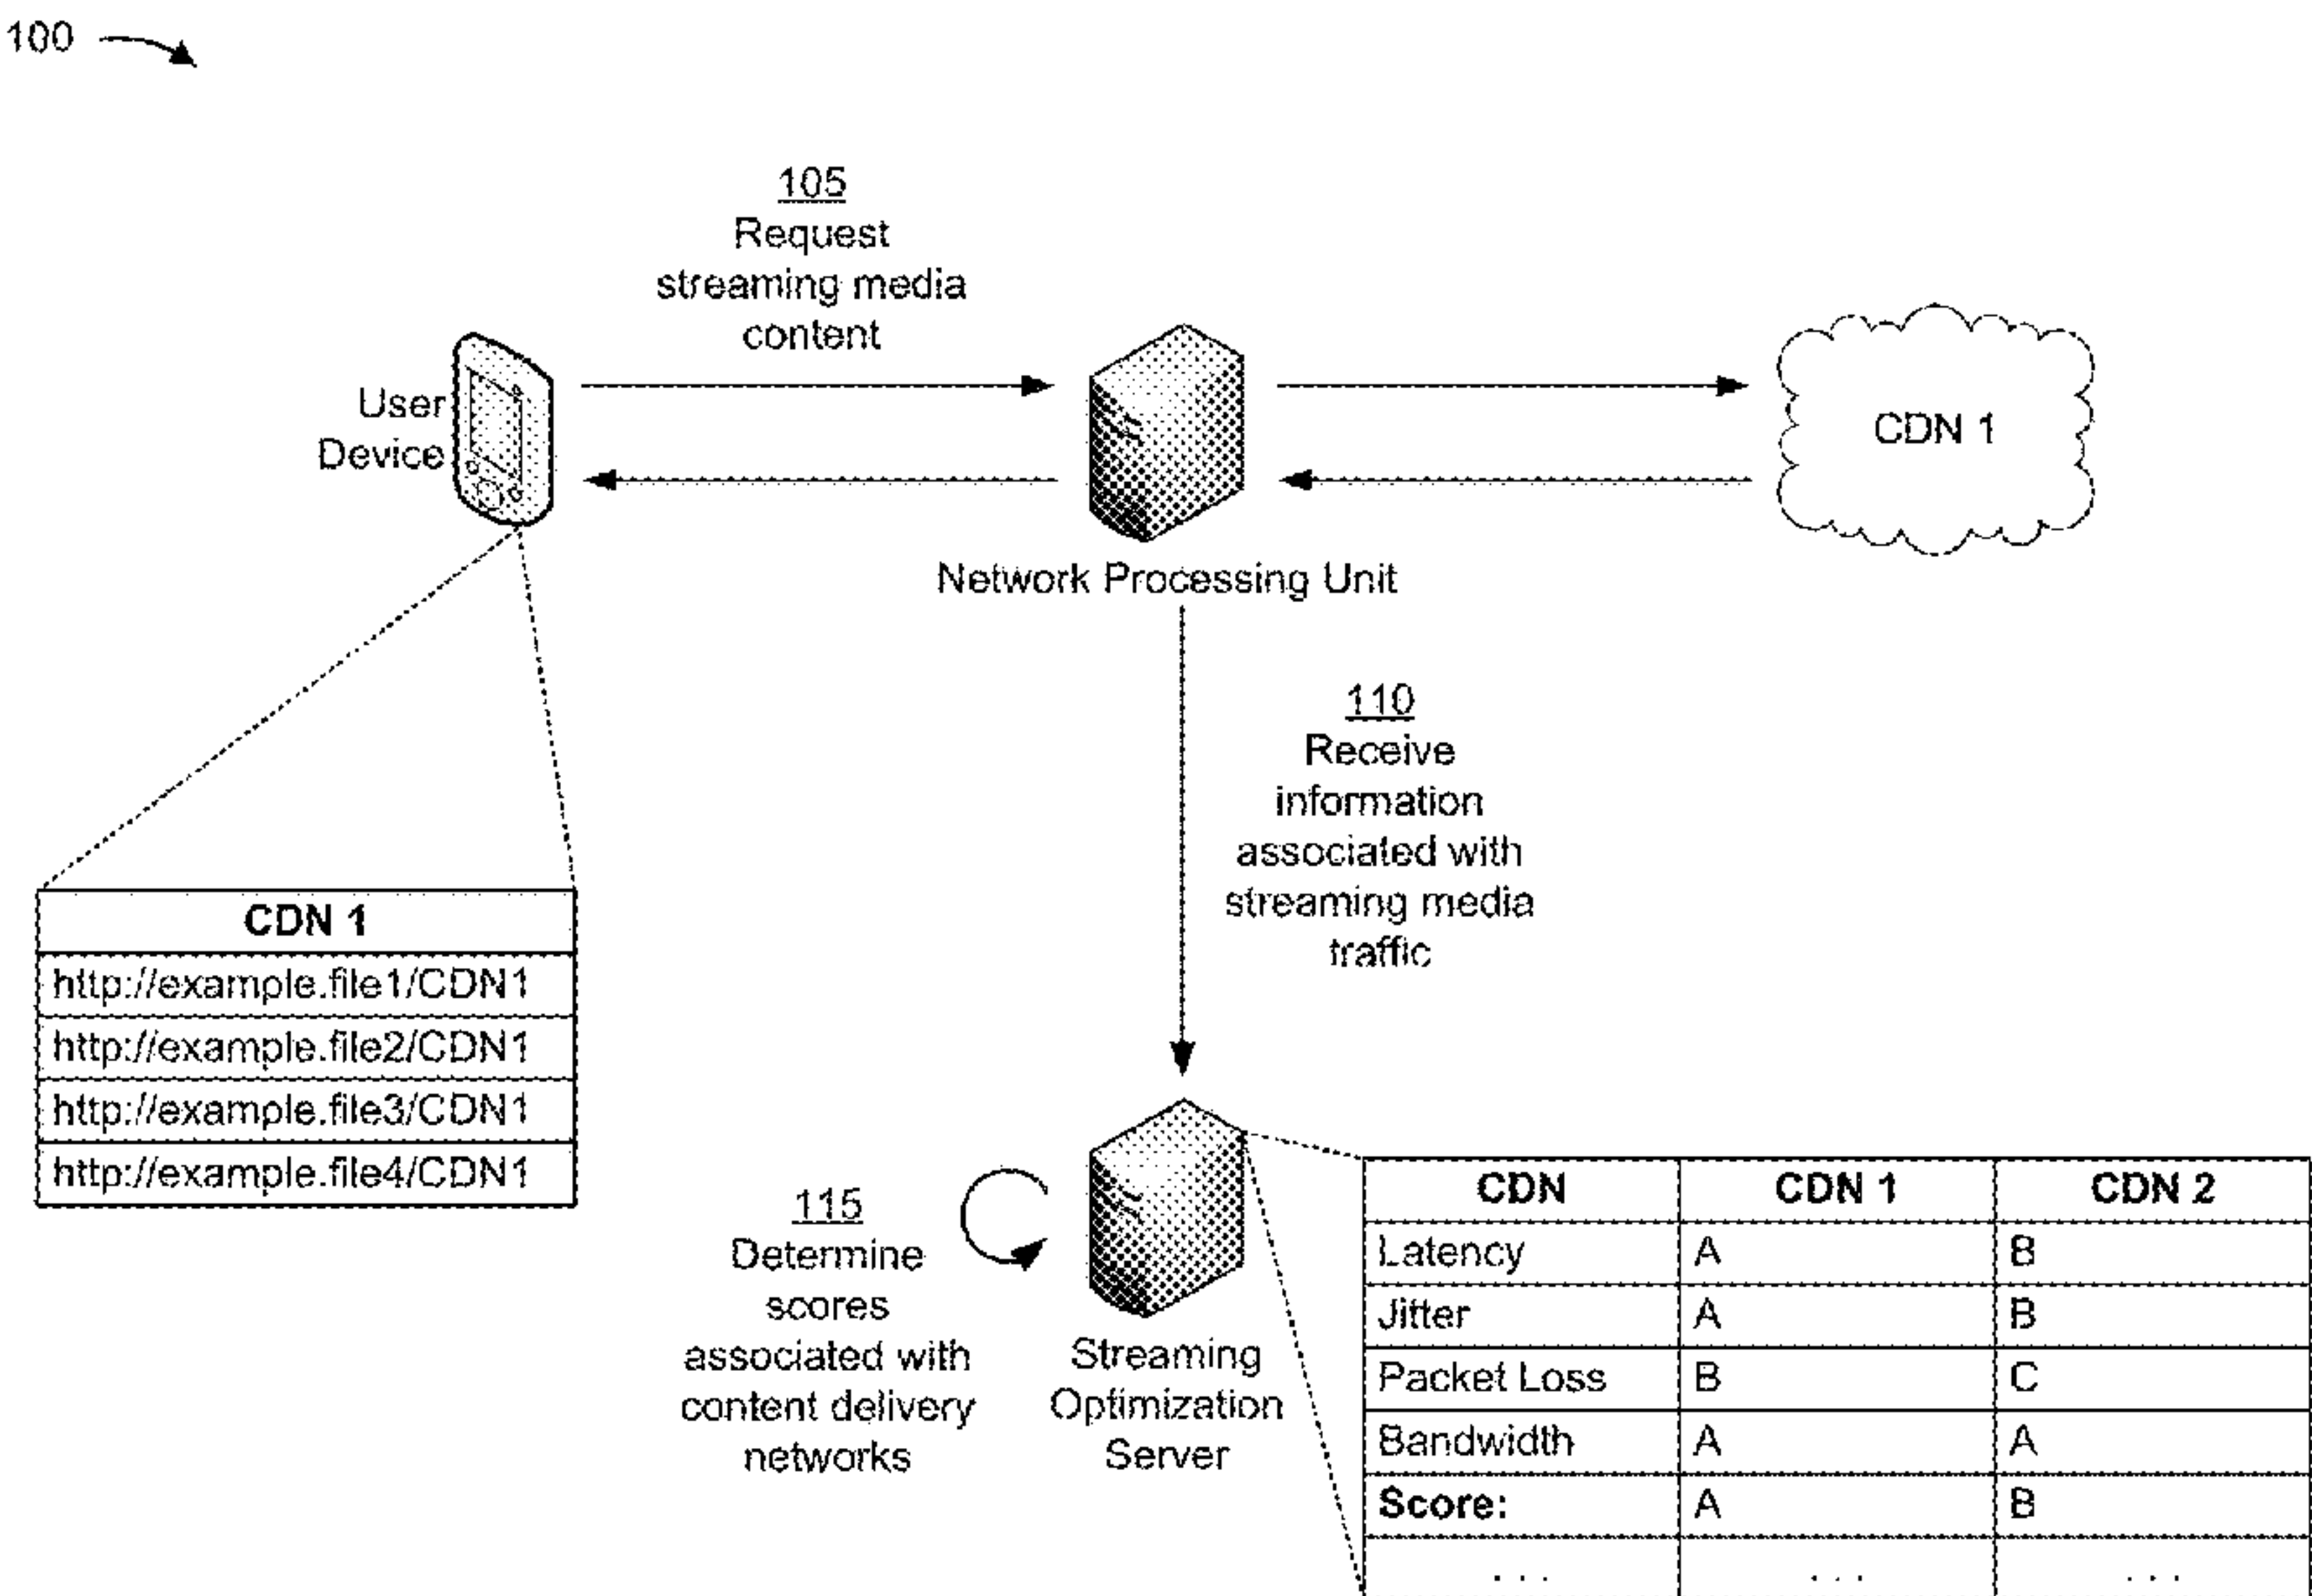 100
105
Request
streaming media
content
User
Device
CDN 1
Network Processing Unit
110
Receive
information
associated with
streaming media
traffic
CDN 1
http://example.file1/CDN1
http://example.file2/CDN1
http://example.file3/CDN1
http://example.file4/CDN1
115
Determine
scores
associated with
content delivery
networks
Streaming
Optimization
Server
CDN CDN 1 CDN 2
Latency A B
Jitter A B
Packet Loss B C
Bandwidth A A
Score: A B
. . . . . . . . .